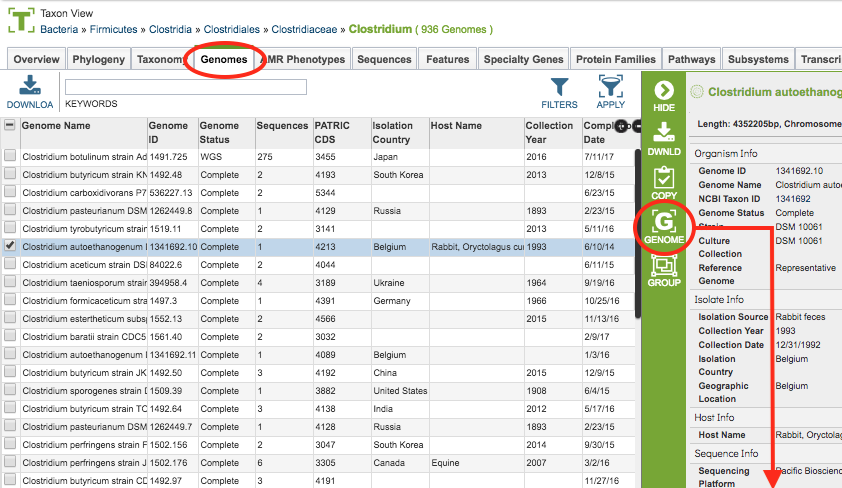 Taxon View
Bacteria » Firmicutes » Clostridia » Clostridiales » Clostridiaceae » Clostridium ( 936 Genomes )
Overview Phylogeny Taxonomy Genomes AMR Phenotypes Sequences Features Specialty Genes Protein Families Pathways Subsystems Transcri
DOWNLOA KEYWORDS FILTERS APPLY
Genome Name Genome ID Genome Status Sequences PATRIC CDS Isolation Country Host Name Collection Year Completion Date
Clostridium botulinum strain Ad 1491.725 WGS 275 3455 Japan 2016 7/11/17
Clostridium butyricum strain KN 1492.48 Complete 2 4193 South Korea 2013 12/8/15
Clostridium carboxidivorans P7 536227.13 Complete 2 5344 6/23/15
Clostridium pasteurianum DSM 1262449.8 Complete 1 4129 Russia 1893 2/23/15
Clostridium tyrobutyricum strain 1519.11 Complete 2 3141 2013 5/11/16
Clostridium autoethanogenum 1341692.10 Complete 1 4213 Belgium Rabbit, Oryctolagus cu 1993 6/10/14
Clostridium aceticum strain DS 84022.6 Complete 2 4044 6/11/15
Clostridium taeniosporum strain 394958.4 Complete 4 3189 Ukraine 1964 9/19/16
Clostridium formicaceticum stra 1497.3 Complete 1 4391 Germany 1966 10/25/16
Clostridium estertheticum subs 1552.13 Complete 2 4566 2015 11/13/16
Clostridium baratii strain CDC5 1561.40 Complete 2 3032 2/9/17
Clostridium autoethanogenum 1341692.11 Complete 1 4089 Belgium 1/3/16
Clostridium butyricum strain JK 1492.50 Complete 3 4192 China 2015 12/9/15
Clostridium sporogenes strain D 1509.39 Complete 1 3882 United States 1908 6/4/15
Clostridium butyricum strain TO 1492.64 Complete 3 4138 India 2012 5/17/16
Clostridium pasteurianum DSM 1262449.7 Complete 1 4128 Russia 1893 2/23/15
Clostridium perfringens strain F 1502.156 Complete 2 3047 South Korea 2014 9/30/15
Clostridium perfringens strain J 1502.176 Complete 6 3305 Canada Equine 2007 3/2/16
Clostridium butyricum strain CD 1492.97 Complete 3 4191 11/27/16
HIDE
DWNLD
COPY
GENOME
GROUP
Clostridium autoethanog
Length: 4352205bp, Chromosome
Organism Info
Genome ID 1341692.10
Genome Name Clostridium auto
NCBI Taxon ID 1341692
Genome Status Complete
Strain DSM 10061
Culture Collection DSM 10061
Reference Genome Representative
Isolate Info
Isolation Source Rabbit feces
Collection Year 1993
Collection Date 12/31/1992
Isolation Country Belgium
Geographic Location Belgium
Host Info
Host Name Rabbit, Oryctolag
Sequence Info
Sequencing Platform Pacific Bioscienc